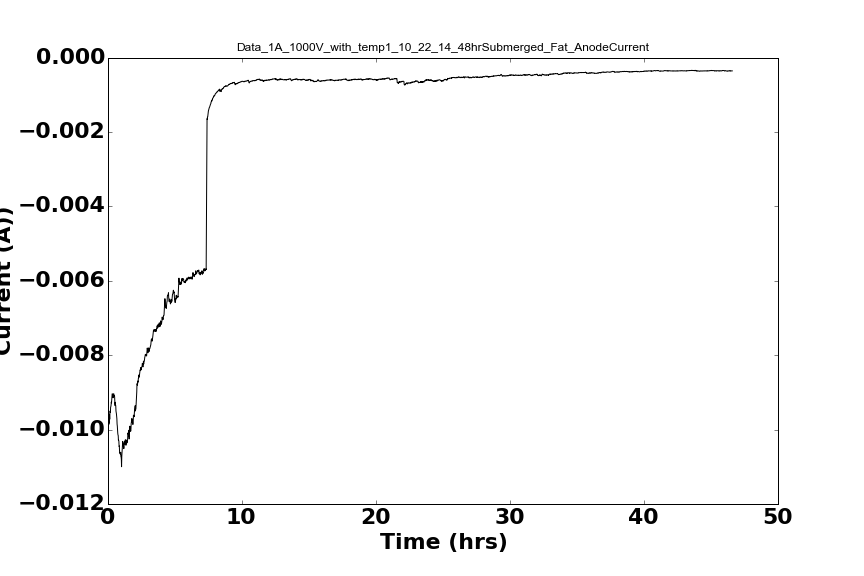 Data_1A_1000V_with_temp1_10_22_14_48hrSubmerged_Fat_AnodeCurrent
0.000
−0.002
−0.004
−0.006
−0.008
−0.010
−0.012
Current (A))
0 10 20 30 40 50
Time (hrs)